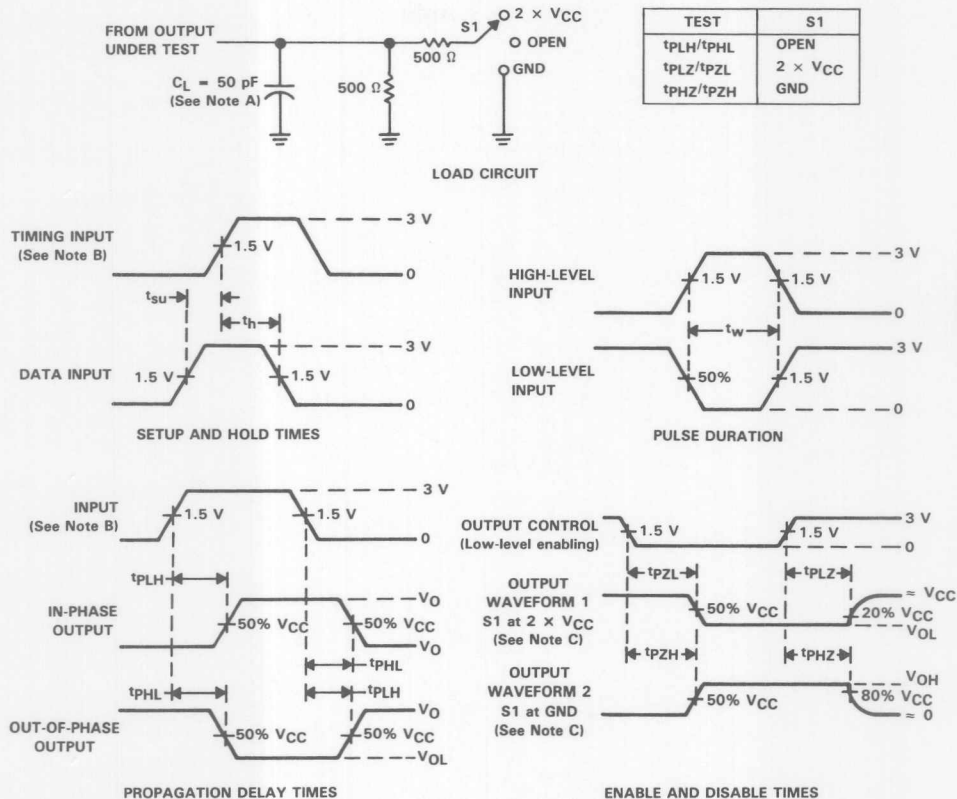 FROM OUTPUT
UNDER TEST
CL = 50 pF
(See Note A)
500 Ω
500 Ω
S1
2 × VCC
OPEN
GND
TEST S1
tPLH/tPHL OPEN
tPLZ/tPZL 2 × VCC
tPHZ/tPZH GND
LOAD CIRCUIT
TIMING INPUT
(See Note B)
3 V
1.5 V
0
tsu
th
DATA INPUT
3 V
1.5 V
1.5 V
0
SETUP AND HOLD TIMES
HIGH-LEVEL
INPUT
3 V
1.5 V
1.5 V
0
tw
LOW-LEVEL
INPUT
3 V
50%
1.5 V
0
PULSE DURATION
INPUT
(See Note B)
3 V
1.5 V
1.5 V
0
tPLH
IN-PHASE
OUTPUT
VO
50% VCC
50% VCC
VO
tPHL
tPHL
tPLH
OUT-OF-PHASE
OUTPUT
VO
50% VCC
50% VCC
VOL
PROPAGATION DELAY TIMES
OUTPUT CONTROL
(Low-level enabling)
3 V
1.5 V
1.5 V
0
tPZL
tPLZ
OUTPUT
WAVEFORM 1
S1 at 2 × VCC
(See Note C)
≈ VCC
50% VCC
20% VCC
VOL
tPZH
tPHZ
OUTPUT
WAVEFORM 2
S1 at GND
(See Note C)
VOH
50% VCC
80% VCC
≈ 0
ENABLE AND DISABLE TIMES